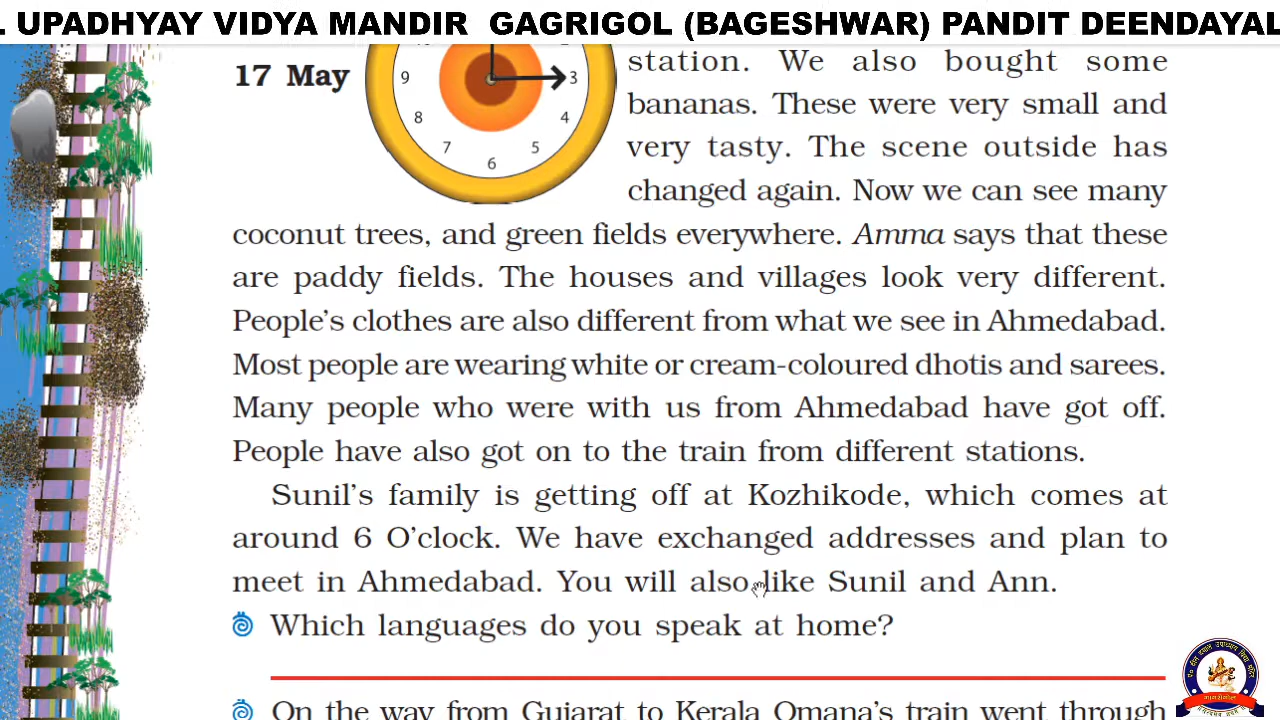 L UPADHYAY VIDYA MANDIR GAGRIGOL (BAGESHWAR) PANDIT DEENDAYAL
17 May
9 3
8 4
7 5
6
station. We also bought some
bananas. These were very small and
very tasty. The scene outside has
changed again. Now we can see many
coconut trees, and green fields everywhere. Amma says that these
are paddy fields. The houses and villages look very different.
People's clothes are also different from what we see in Ahmedabad.
Most people are wearing white or cream-coloured dhotis and sarees.
Many people who were with us from Ahmedabad have got off.
People have also got on to the train from different stations.
Sunil's family is getting off at Kozhikode, which comes at
around 6 O'clock. We have exchanged addresses and plan to
meet in Ahmedabad. You will also like Sunil and Ann.
Which languages do you speak at home?
On the way from Gujarat to Kerala Omana's train went through